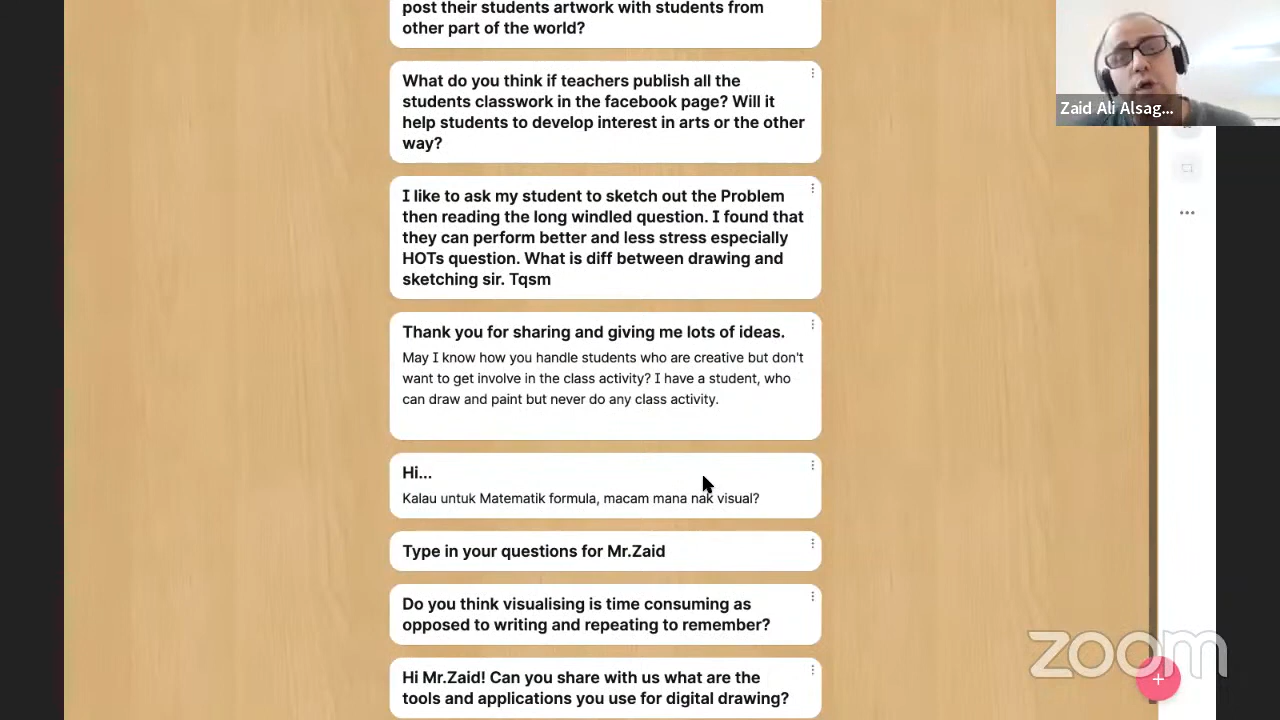 post their students artwork with students from
other part of the world?
What do you think if teachers publish all the
students classwork in the facebook page? Will it
help students to develop interest in arts or the other
way?
I like to ask my student to sketch out the Problem
then reading the long windled question. I found that
they can perform better and less stress especially
HOTs question. What is diff between drawing and
sketching sir. Tqsm
Thank you for sharing and giving me lots of ideas.
May I know how you handle students who are creative but don't
want to get involve in the class activity? I have a student, who
can draw and paint but never do any class activity.
Hi...
Kalau untuk Matematik formula, macam mana nak visual?
Type in your questions for Mr.Zaid
Do you think visualising is time consuming as
opposed to writing and repeating to remember?
Hi Mr.Zaid! Can you share with us what are the
tools and applications you use for digital drawing?
Zaid Ali Alsag...
zoom